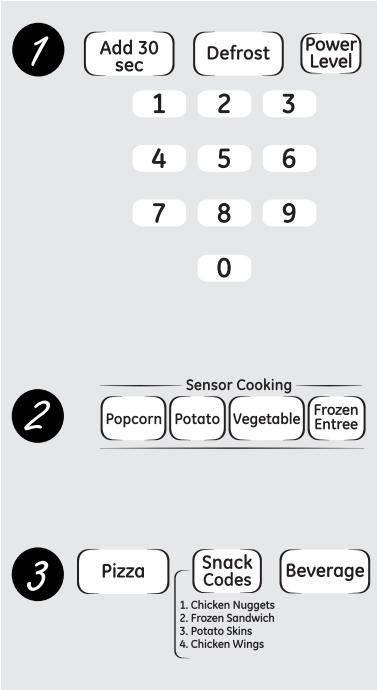 1 Add 30 sec Defrost Power Level
1 2 3
4 5 6
7 8 9
0
Sensor Cooking
2 Popcorn Potato Vegetable Frozen Entree
3 Pizza Snack Codes Beverage
1. Chicken Nuggets
2. Frozen Sandwich
3. Potato Skins
4. Chicken Wings